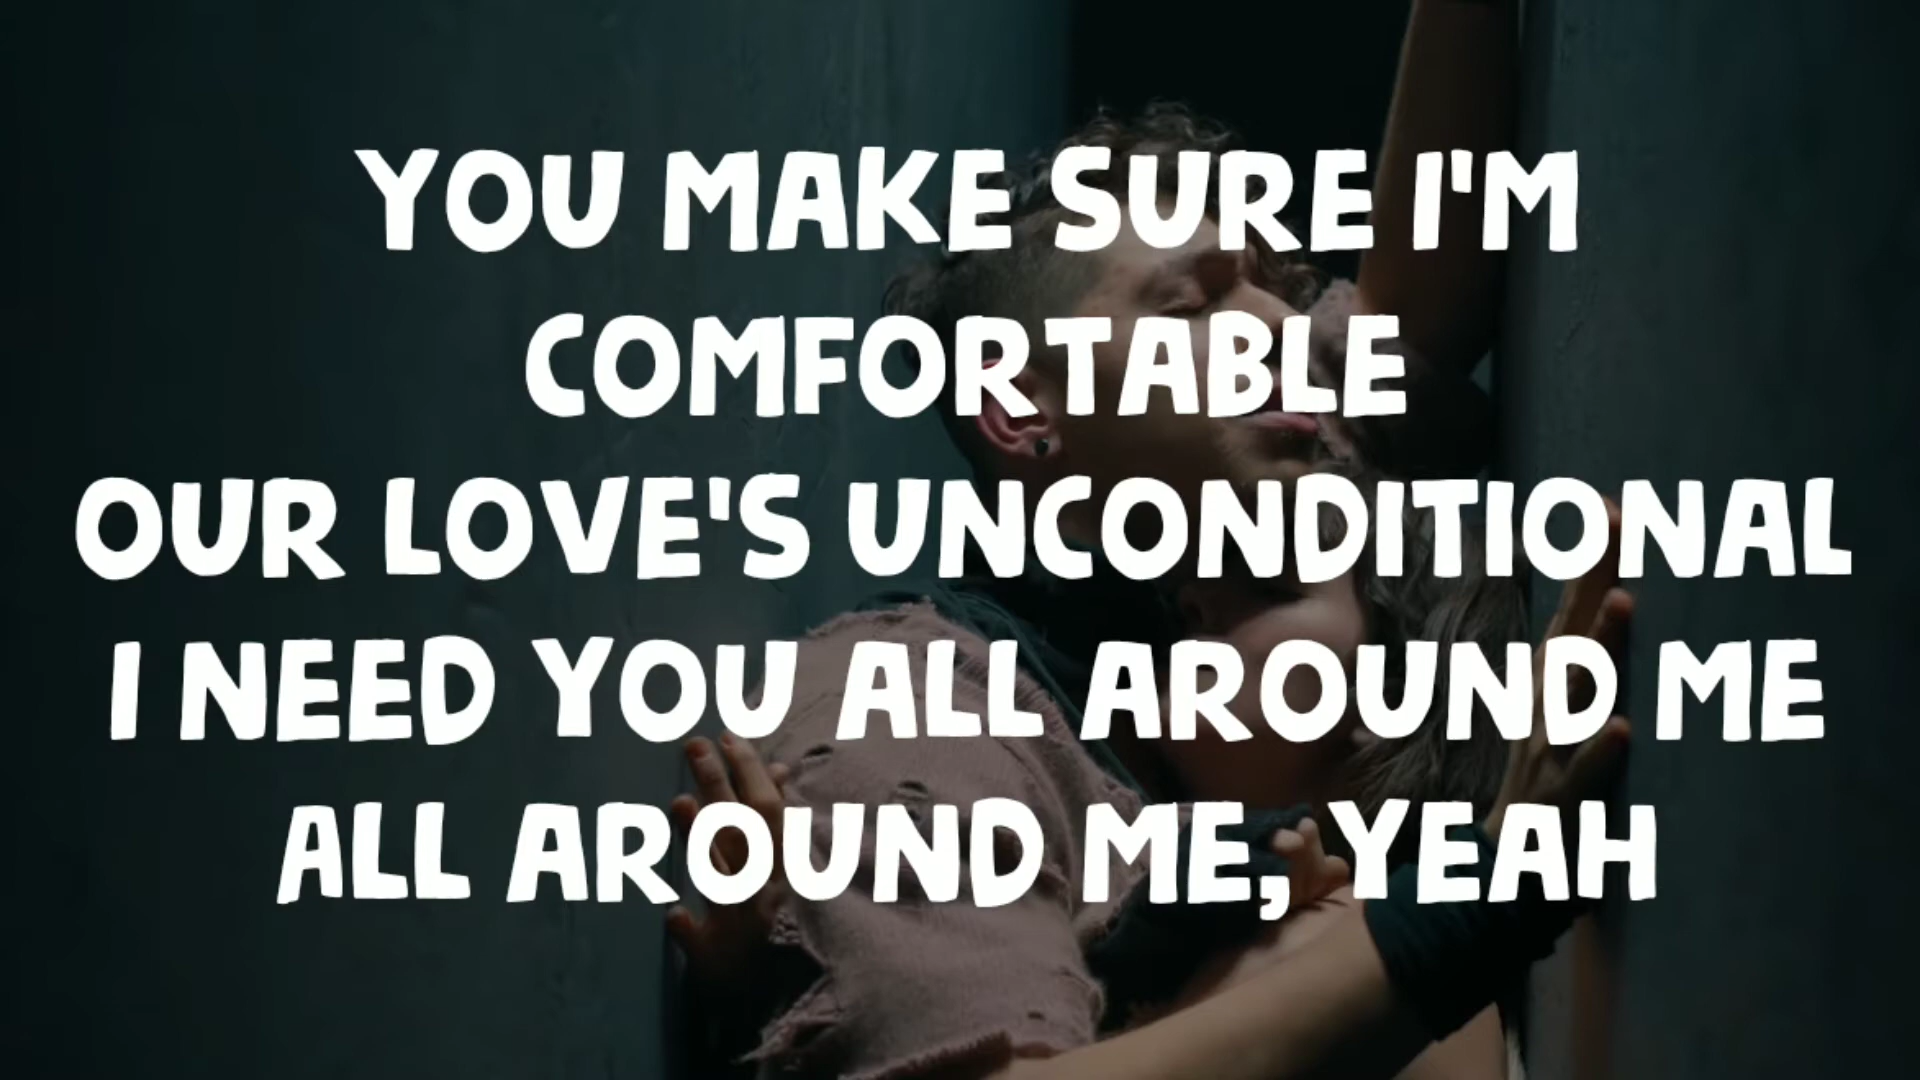 YOU MAKE SURE I'M
COMFORTABLE
OUR LOVE'S UNCONDITIONAL
I NEED YOU ALL AROUND ME
ALL AROUND ME, YEAH